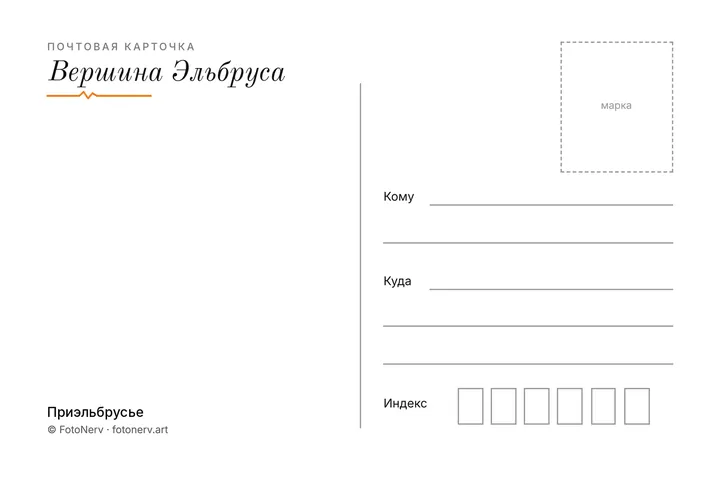 ПОЧТОВАЯ КАРТОЧКА
Вершина Эльбруса
марка
Кому
Куда
Индекс
Приэльбрусье
© FotoNerv · fotonerv.art